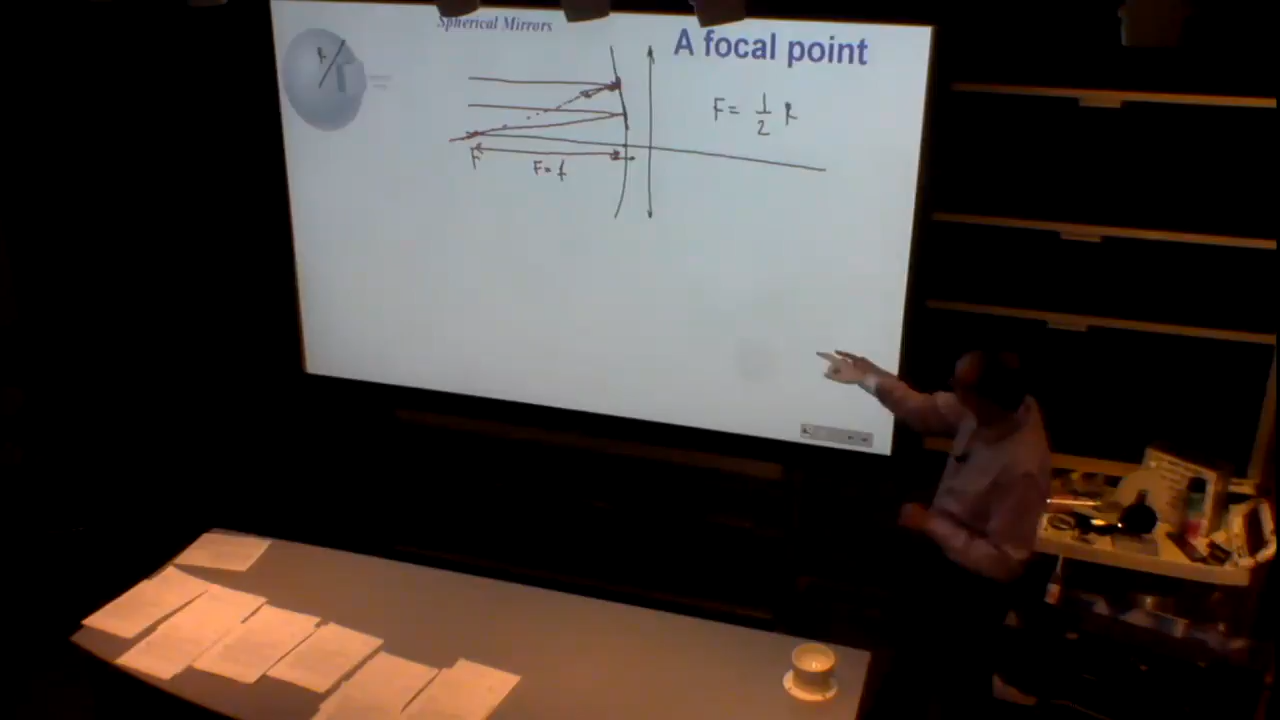 Spherical Mirrors
A focal point
R
F = 1/2 R
F
F = f